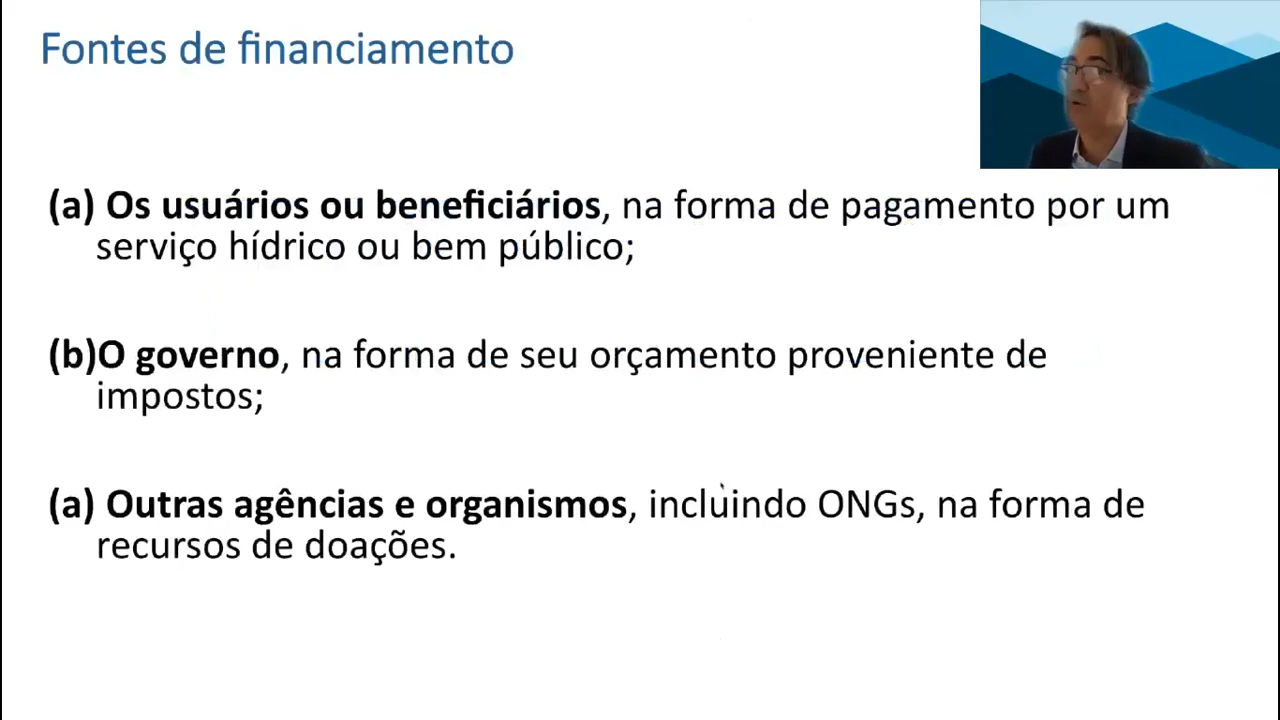 Fontes de financiamento
(a) Os usuários ou beneficiários, na forma de pagamento por um
serviço hídrico ou bem público;
(b)O governo, na forma de seu orçamento proveniente de
impostos;
(a) Outras agências e organismos, incluindo ONGs, na forma de
recursos de doações.